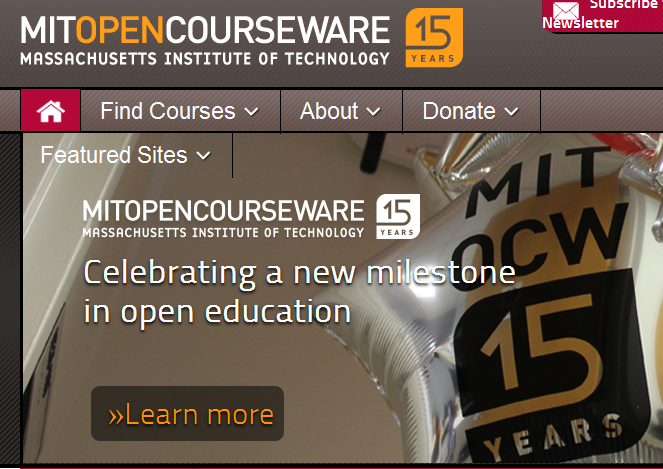 MITOPENCOURSEWARE 15
MASSACHUSETTS INSTITUTE OF TECHNOLOGY YEARS
Subscribe
Newsletter
Find Courses About Donate
Featured Sites
MITOPENCOURSEWARE 15
MASSACHUSETTS INSTITUTE OF TECHNOLOGY YEARS
Celebrating a new milestone
in open education
»Learn more
MIT
OCW
15
YEARS